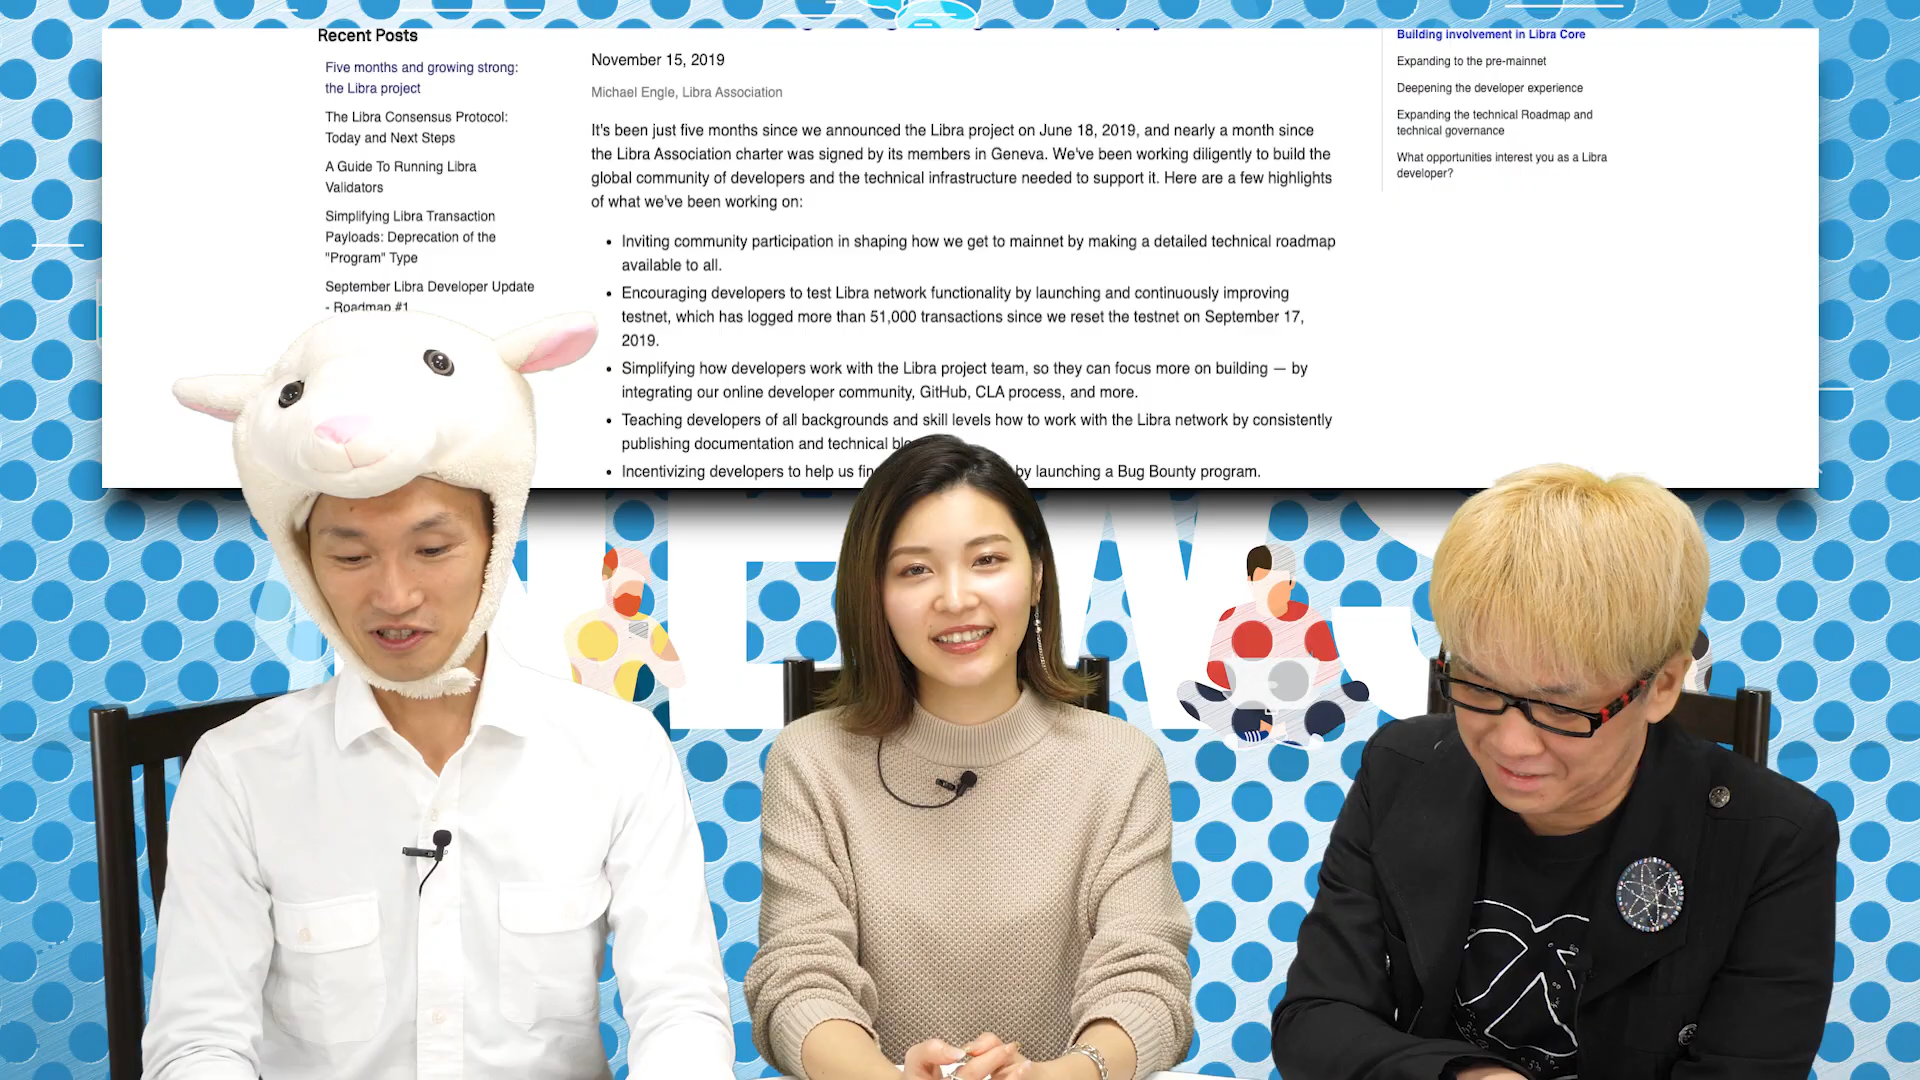 Recent Posts
Five months and growing strong:
the Libra project
The Libra Consensus Protocol:
Today and Next Steps
A Guide To Running Libra
Validators
Simplifying Libra Transaction
Payloads: Deprecation of the
"Program" Type
September Libra Developer Update
- Roadmap #1
November 15, 2019
Michael Engle, Libra Association
It's been just five months since we announced the Libra project on June 18, 2019, and nearly a month since
the Libra Association charter was signed by its members in Geneva. We've been working diligently to build the
global community of developers and the technical infrastructure needed to support it. Here are a few highlights
of what we've been working on:
• Inviting community participation in shaping how we get to mainnet by making a detailed technical roadmap
available to all.
• Encouraging developers to test Libra network functionality by launching and continuously improving
testnet, which has logged more than 51,000 transactions since we reset the testnet on September 17,
2019.
• Simplifying how developers work with the Libra project team, so they can focus more on building — by
integrating our online developer community, GitHub, CLA process, and more.
• Teaching developers of all backgrounds and skill levels how to work with the Libra network by consistently
publishing documentation and technical
• Incentivizing developers to help us by launching a Bug Bounty program.
Building involvement in Libra Core
Expanding to the pre-mainnet
Deepening the developer experience
Expanding the technical Roadmap and
technical governance
What opportunities interest you as a Libra
developer?
NEWS